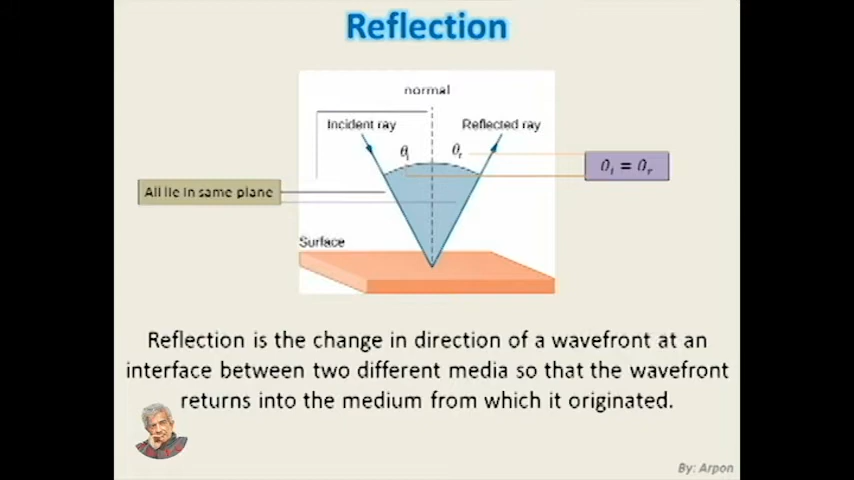 Reflection
normal
Incident ray
Reflected ray
θi
θr
θi = θr
All lie in same plane
Surface
Reflection is the change in direction of a wavefront at an
interface between two different media so that the wavefront
returns into the medium from which it originated.
By: Arpon